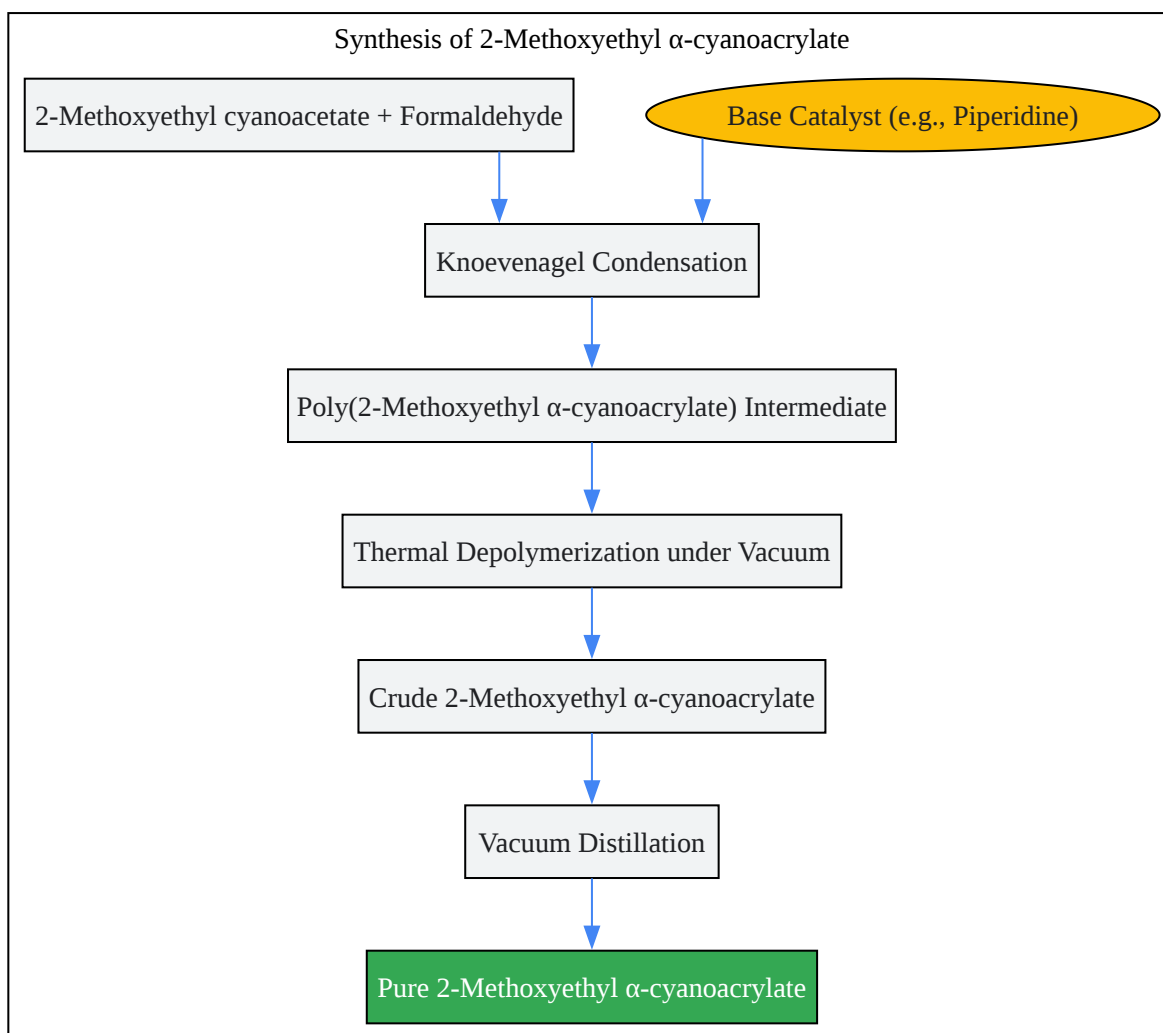 Synthesis of 2-Methoxyethyl α-cyanoacrylate
2-Methoxyethyl cyanoacetate + Formaldehyde
Base Catalyst (e.g., Piperidine)
Knoevenagel Condensation
Poly(2-Methoxyethyl α-cyanoacrylate) Intermediate
Thermal Depolymerization under Vacuum
Crude 2-Methoxyethyl α-cyanoacrylate
Vacuum Distillation
Pure 2-Methoxyethyl α-cyanoacrylate